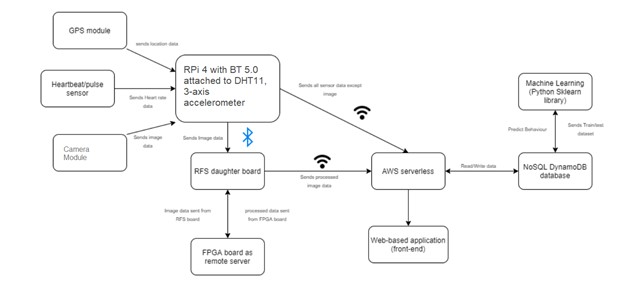 GPS module
sends location data
RPi 4 with BT 5.0
attached to DHT11,
3-axis
accelerometer
Heartbeat/pulse
sensor
Sends Heart rate
data
Sends image
data
Camera
Module
Sends all sensor data except
image
Machine Learning
(Python Sklearn
library)
Predict Behaviour
Sends Train/test
dataset
Sends Image data
RFS daughter board
Sends processed
image data
AWS serverless
Read/Write data
NoSQL DynamoDB
database
Image data sent from
RFS board
processed data sent
from FPGA board
FPGA board as
remote server
Web-based application
(front-end)